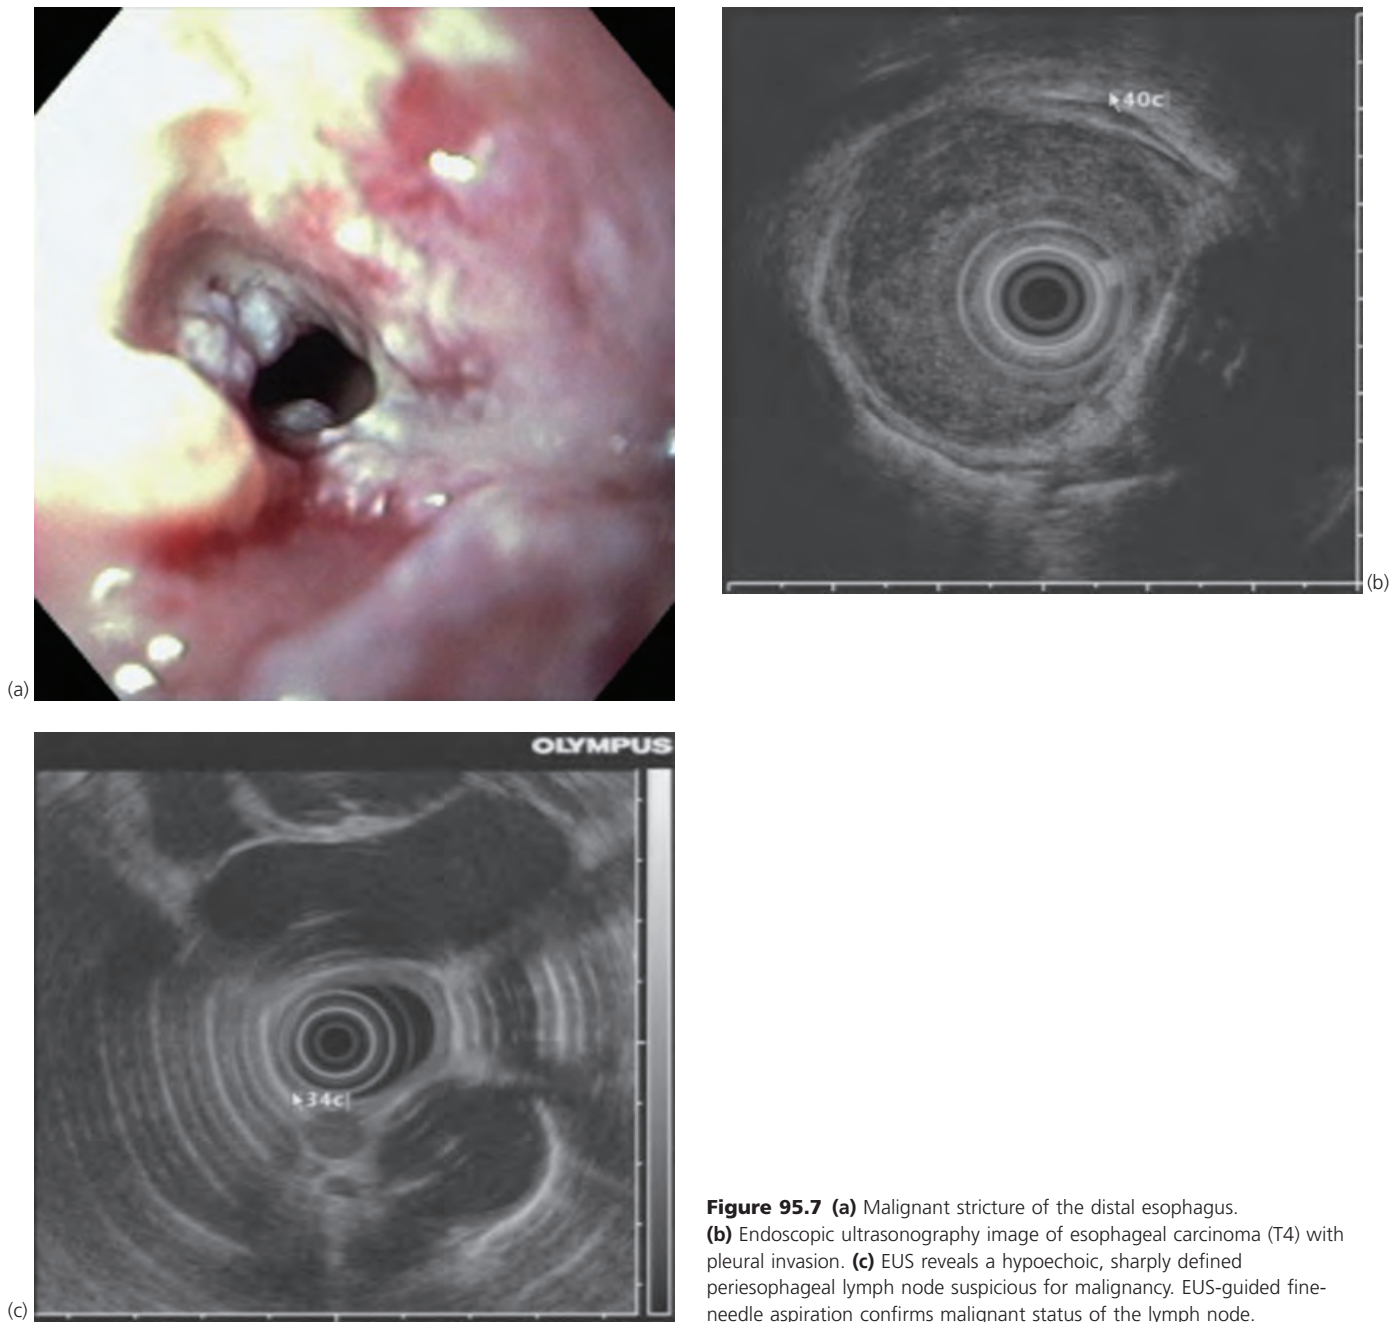 40c
(b)
(a)
OLYMPUS
34c
(c)
Figure 95.7 (a) Malignant stricture of the distal esophagus.
(b) Endoscopic ultrasonography image of esophageal carcinoma (T4) with
pleural invasion. (c) EUS reveals a hypoechoic, sharply defined
periesophageal lymph node suspicious for malignancy. EUS-guided fine-
needle aspiration confirms malignant status of the lymph node.